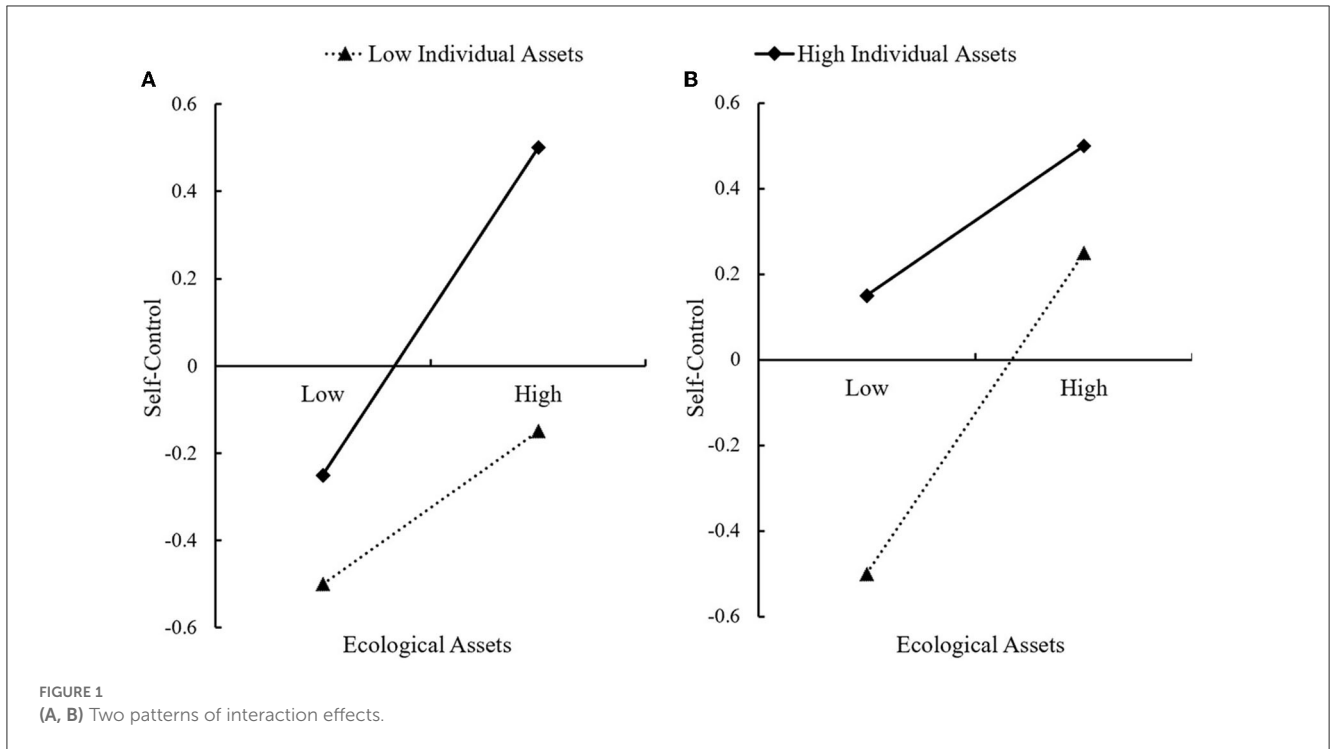 Low Individual Assets
High Individual Assets
A
0.6
0.4
0.2
0
-0.2
-0.4
-0.6
Self-Control
Low
High
Ecological Assets
B
0.6
0.4
0.2
0
-0.2
-0.4
-0.6
Self-Control
Low
High
Ecological Assets
FIGURE 1
(A, B) Two patterns of interaction effects.